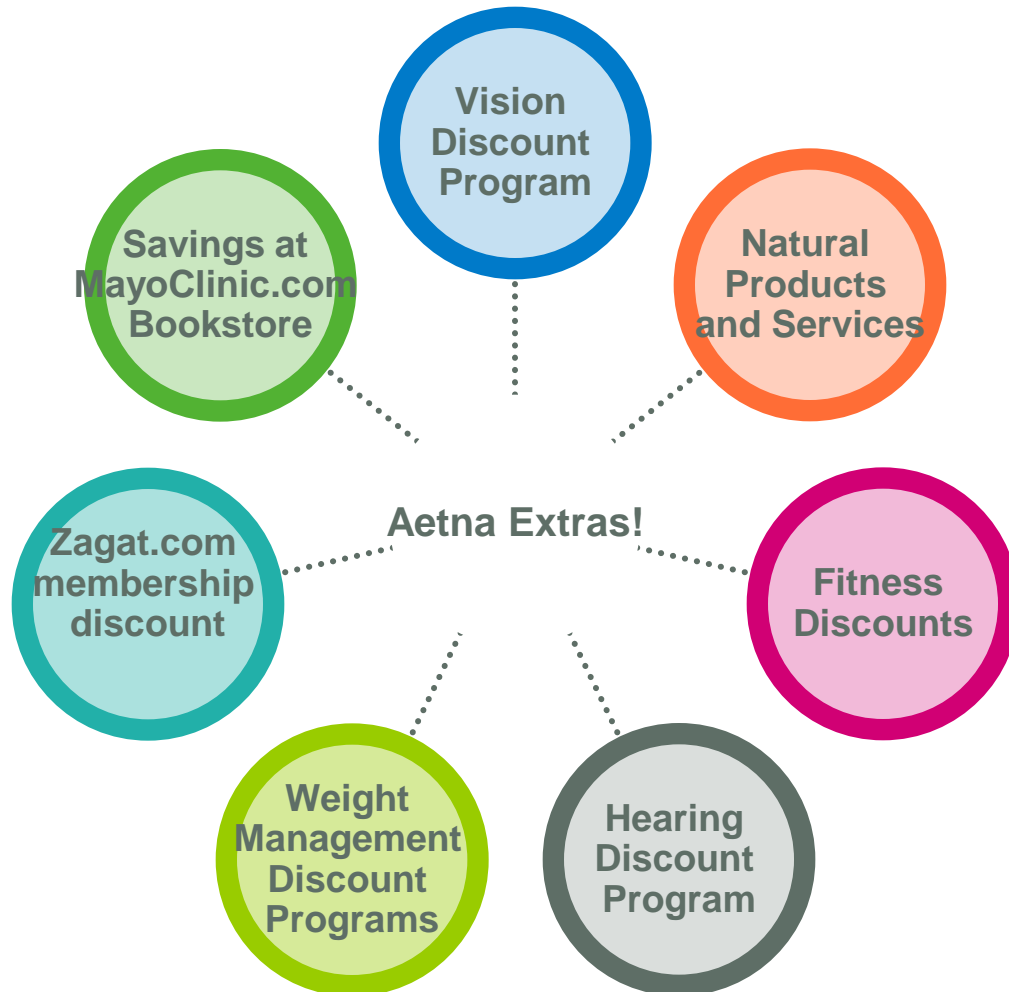 Vision
Discount
Program
Savings at
MayoClinic.com
Bookstore
Natural
Products
and Services
Aetna Extras!
Zagat.com
membership
discount
Fitness
Discounts
Weight
Management
Discount
Programs
Hearing
Discount
Program